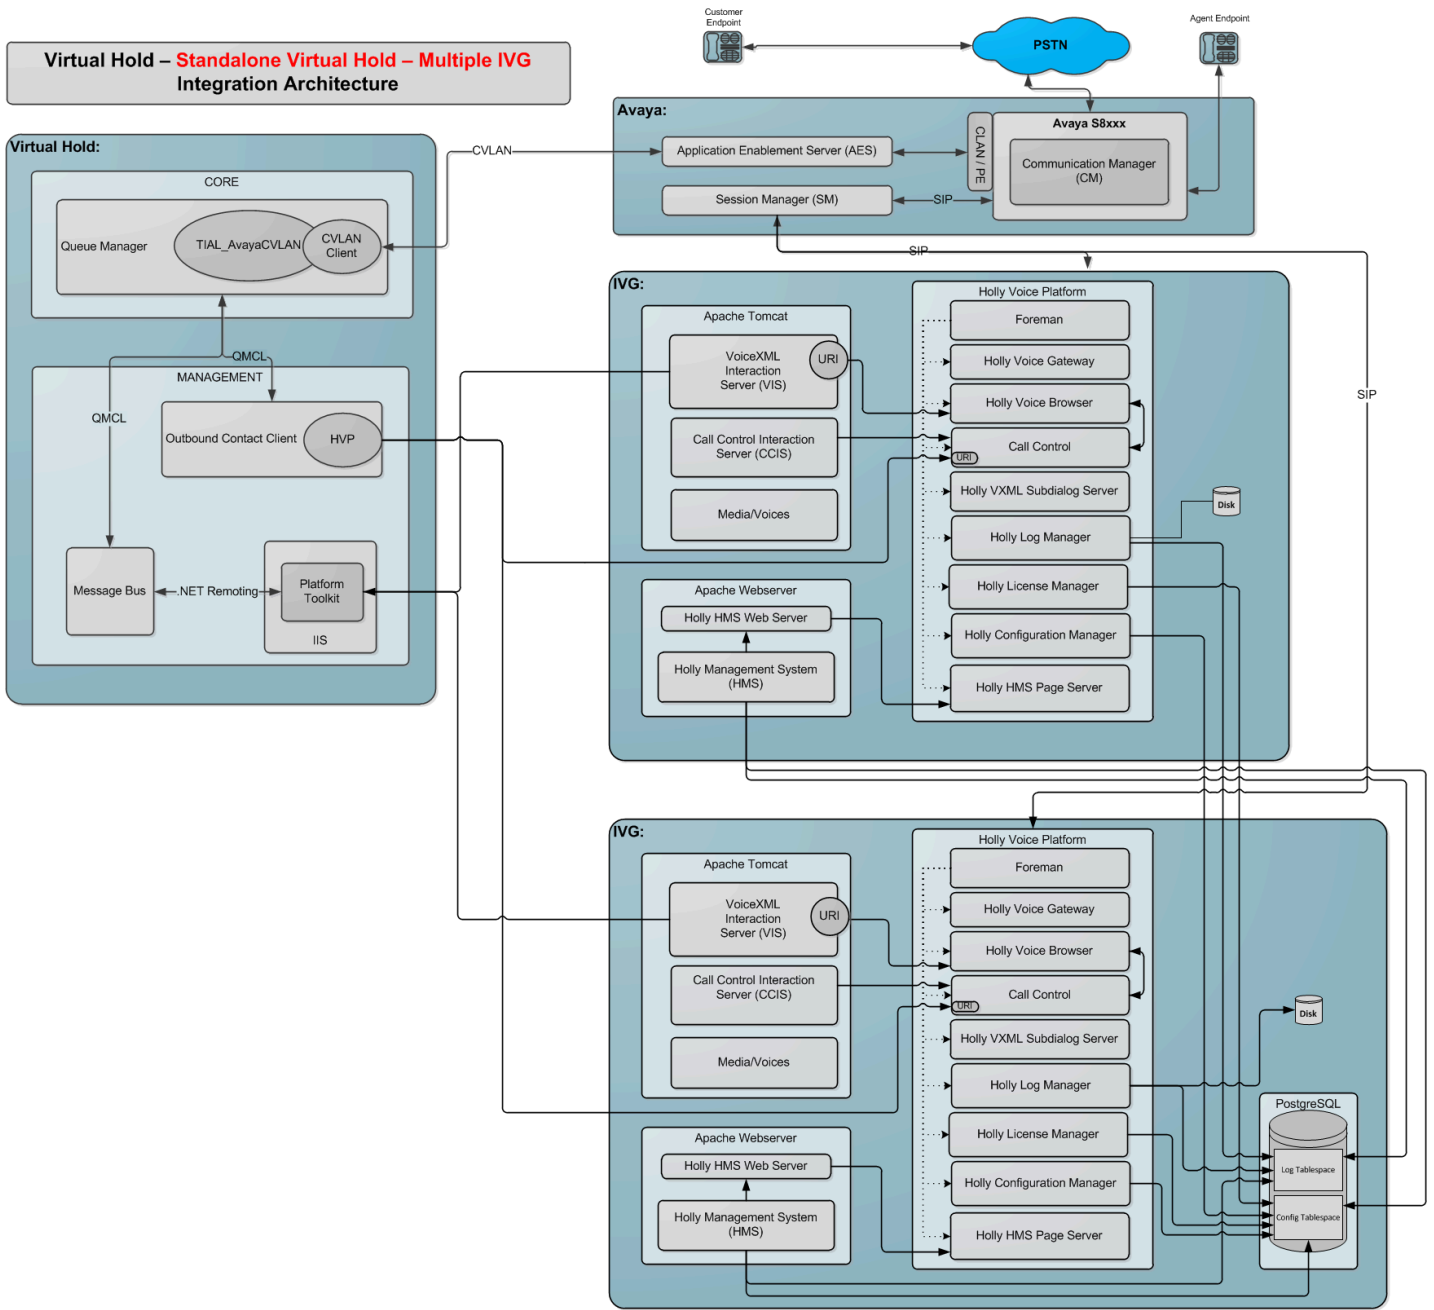 Customer
Endpoint
PSTN
Agent Endpoint
Virtual Hold – Standalone Virtual Hold – Multiple IVG
Integration Architecture
Avaya:
Application Enablement Server (AES)
Session Manager (SM)
CLAN / PE
Avaya S8xxx
Communication Manager
(CM)
SIP
CVLAN
Virtual Hold:
CORE
Queue Manager
TIAL_AvayaCVLAN
CVLAN
Client
QMCL
QMCL
MANAGEMENT
Outbound Contact Client
HVP
Message Bus
.NET Remoting
Platform
Toolkit
IIS
SIP
SIP
IVG:
Apache Tomcat
VoiceXML
Interaction
Server (VIS)
URI
Call Control Interaction
Server (CCIS)
Media/Voices
Apache Webserver
Holly HMS Web Server
Holly Management System
(HMS)
Holly Voice Platform
Foreman
Holly Voice Gateway
Holly Voice Browser
Call Control
URI
Holly VXML Subdialog Server
Holly Log Manager
Holly License Manager
Holly Configuration Manager
Holly HMS Page Server
Disk
IVG:
Apache Tomcat
VoiceXML
Interaction
Server (VIS)
URI
Call Control Interaction
Server (CCIS)
Media/Voices
Apache Webserver
Holly HMS Web Server
Holly Management System
(HMS)
Holly Voice Platform
Foreman
Holly Voice Gateway
Holly Voice Browser
Call Control
URI
Holly VXML Subdialog Server
Holly Log Manager
Holly License Manager
Holly Configuration Manager
Holly HMS Page Server
Disk
PostgreSQL
Log Tablespace
Config Tablespace